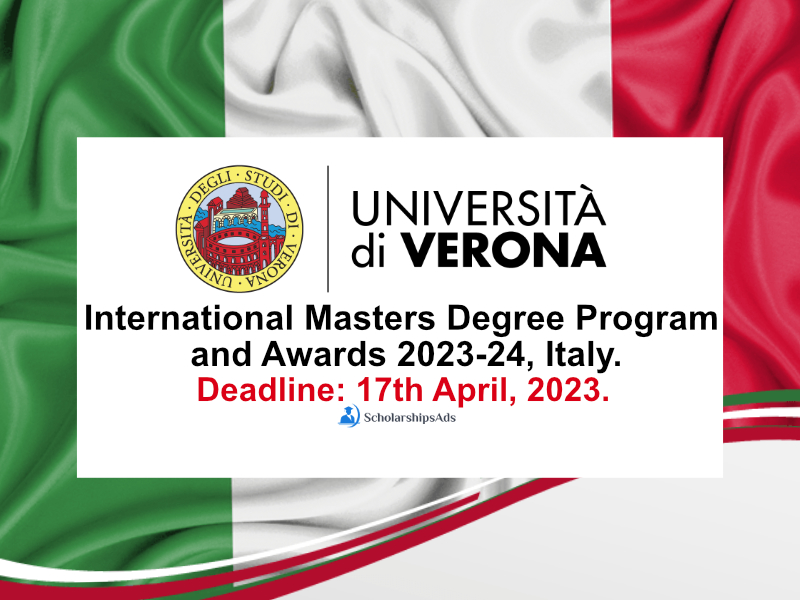 UNIVERSITÀ · DEGLI · STUDI · DI · VERONA ·
UNIVERSITÀ
di VERONA
International Masters Degree Program
and Awards 2023-24, Italy.
Deadline: 17th April, 2023.
ScholarshipsAds